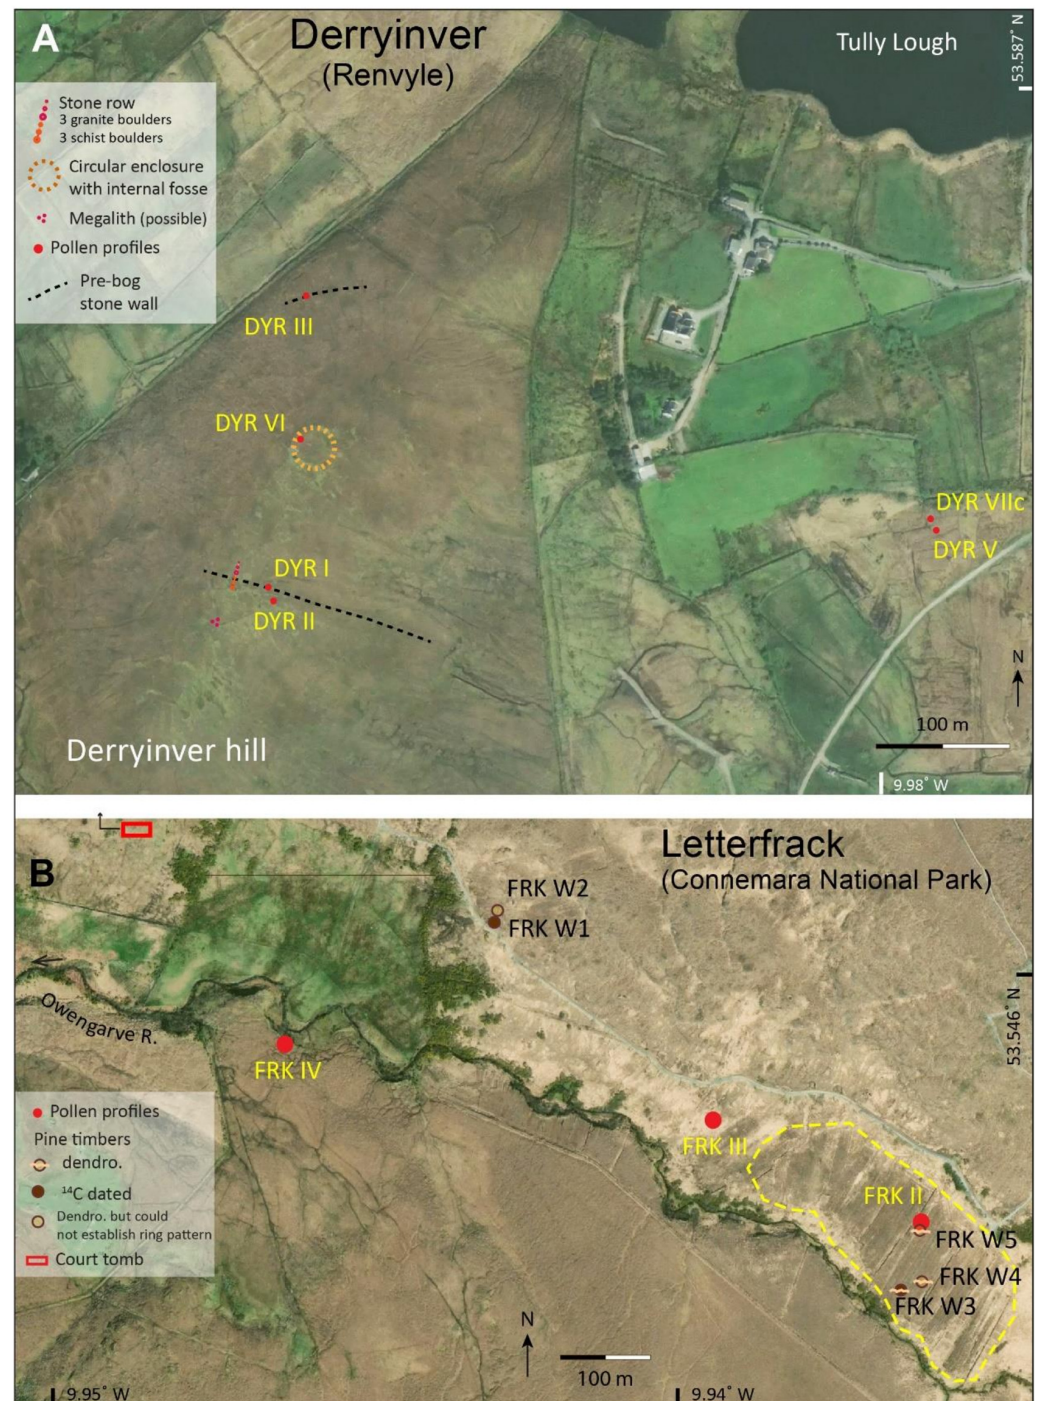 A
Derryinver
(Renvyle)
Tully Lough
53.587° N
Stone row
3 granite boulders
3 schist boulders
Circular enclosure
with internal fosse
Megalith (possible)
Pollen profiles
Pre-bog
stone wall
DYR III
DYR VI
DYR VIIc
DYR V
DYR I
DYR II
N
100 m
Derryinver hill
9.98° W
B
Letterfrack
(Connemara National Park)
FRK W2
FRK W1
53.546° N
Owengarve R.
FRK IV
FRK III
Pollen profiles
Pine timbers
dendro.
14C dated
Dendro. but could
not establish ring pattern
Court tomb
FRK II
FRK W5
FRK W4
FRK W3
N
100 m
9.95° W
9.94° W